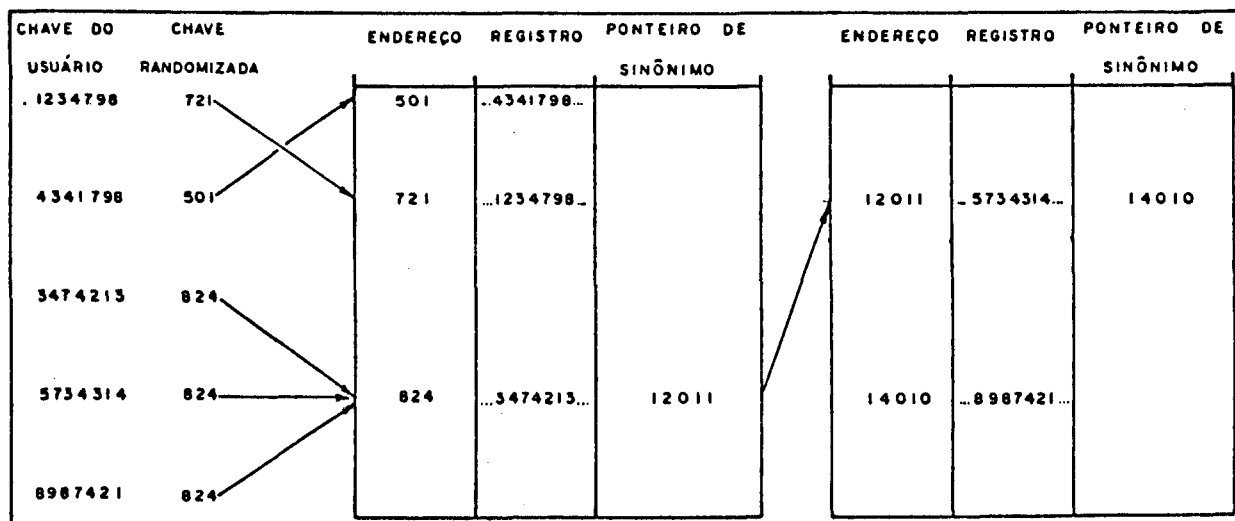 CHAVE DO CHAVE ENDEREÇO REGISTRO PONTEIRO DE ENDEREÇO REGISTRO PONTEIRO DE
USUÁRIO RANDOMIZADA SINÔNIMO SINÔNIMO
.1234798 721 501 ...4341798...
4341798 501 721 ...1234798... 12011 ...5734314... 14010
3474213 824
5734314 824 824 ...3474213... 12011 14010 ...8987421...
8987421 824